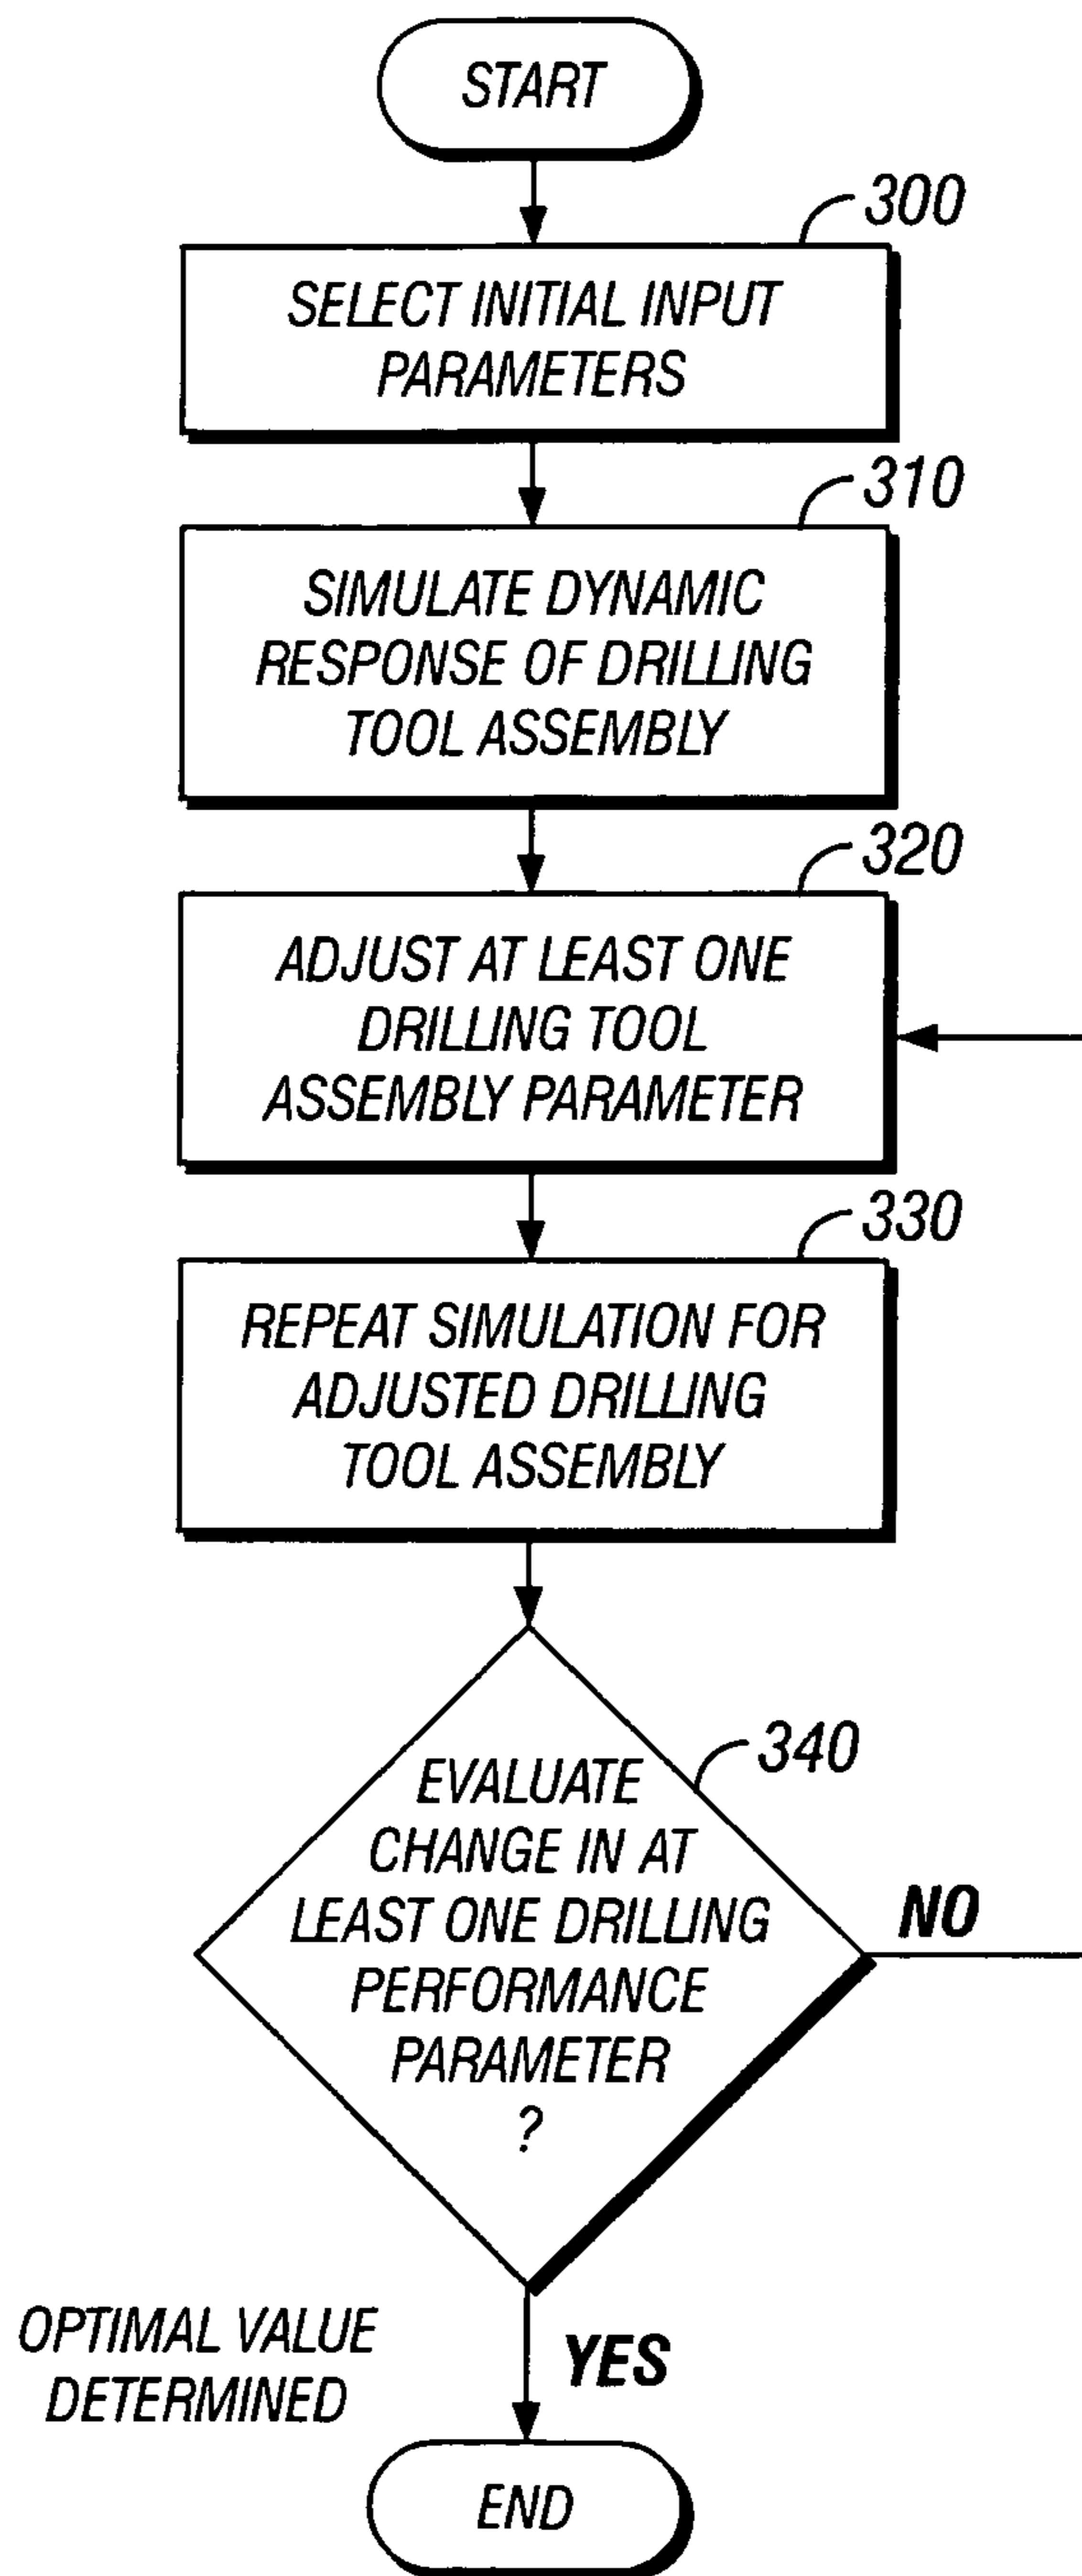 START
300
SELECT INITIAL INPUT
PARAMETERS
310
SIMULATE DYNAMIC
RESPONSE OF DRILLING
TOOL ASSEMBLY
320
ADJUST AT LEAST ONE
DRILLING TOOL
ASSEMBLY PARAMETER
330
REPEAT SIMULATION FOR
ADJUSTED DRILLING
TOOL ASSEMBLY
340
EVALUATE
CHANGE IN AT
LEAST ONE DRILLING
PERFORMANCE
PARAMETER
?
NO
OPTIMAL VALUE
DETERMINED
YES
END